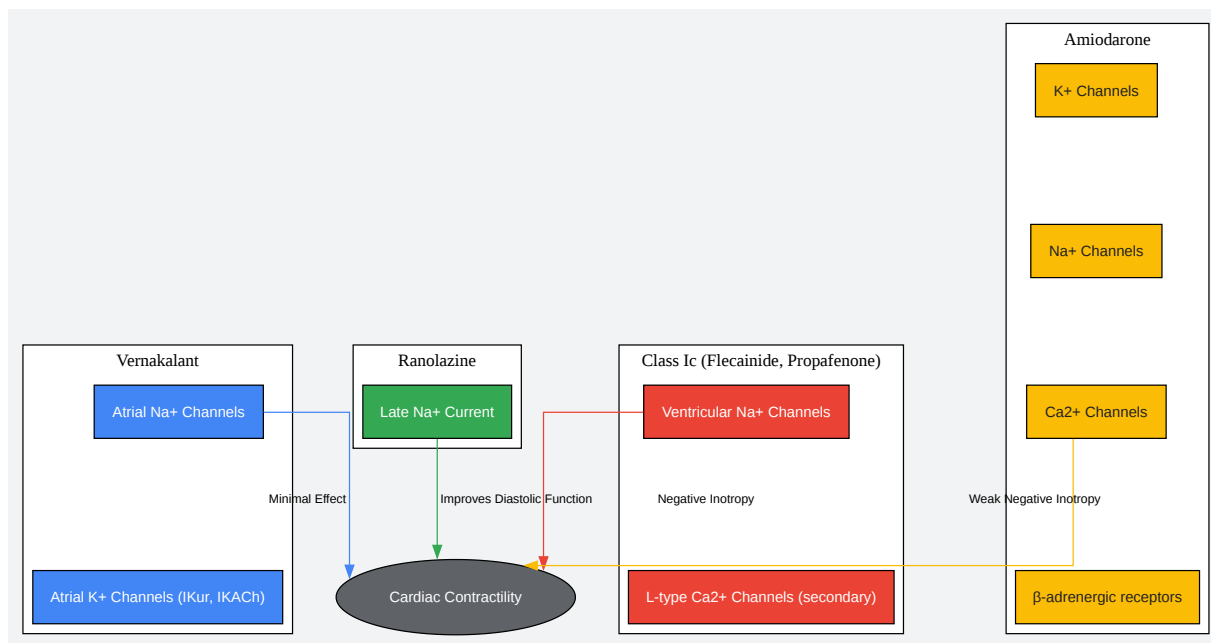 Amiodarone
K+ Channels
Na+ Channels
Vernakalant
Ranolazine
Class Ic (Flecainide, Propafenone)
Atrial Na+ Channels
Late Na+ Current
Ventricular Na+ Channels
Ca2+ Channels
Minimal Effect
Improves Diastolic Function
Negative Inotropy
Weak Negative Inotropy
Atrial K+ Channels (IKur, IKACh)
Cardiac Contractility
L-type Ca2+ Channels (secondary)
β-adrenergic receptors